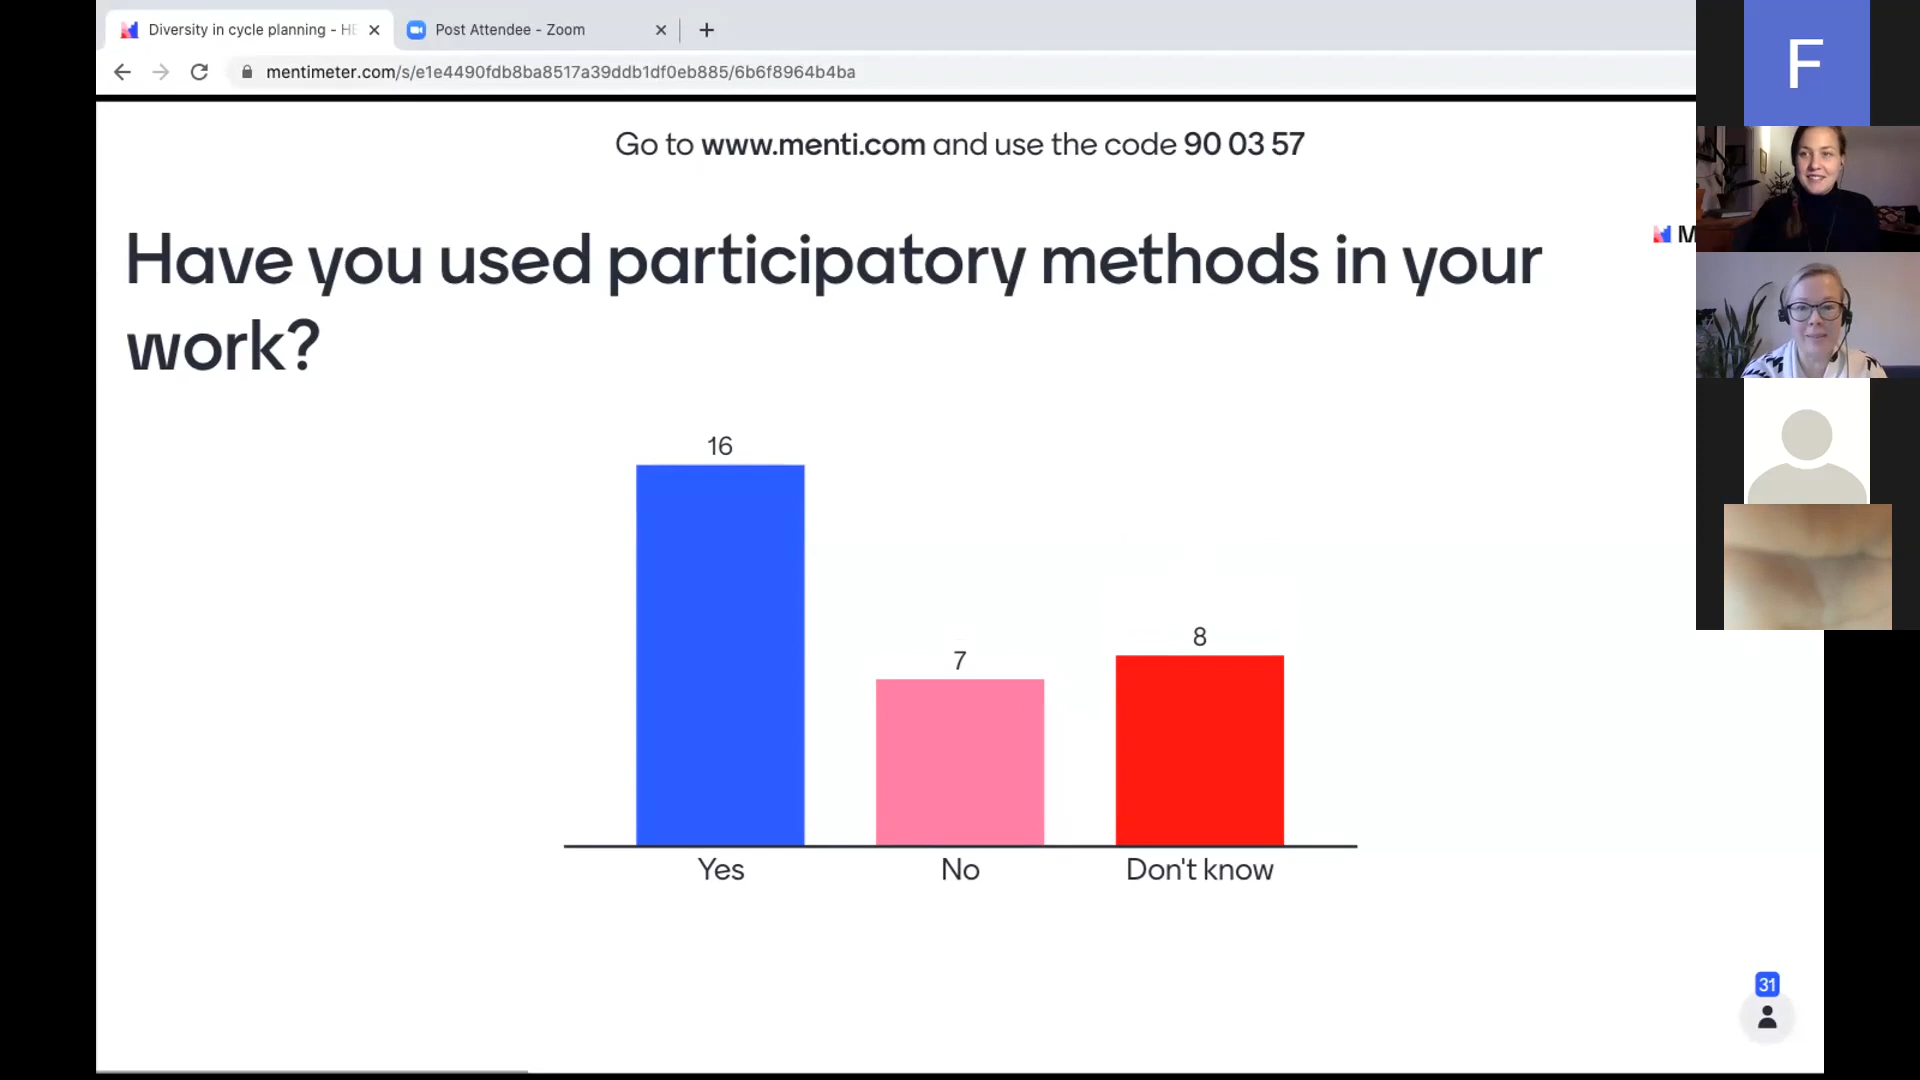 Diversity in cycle planning - HE
Post Attendee - Zoom
mentimeter.com/s/e1e4490fdb8ba8517a39ddb1df0eb885/6b6f8964b4ba
F
Go to www.menti.com and use the code 90 03 57
M
Have you used participatory methods in your
work?
16
7
8
Yes
No
Don't know
31